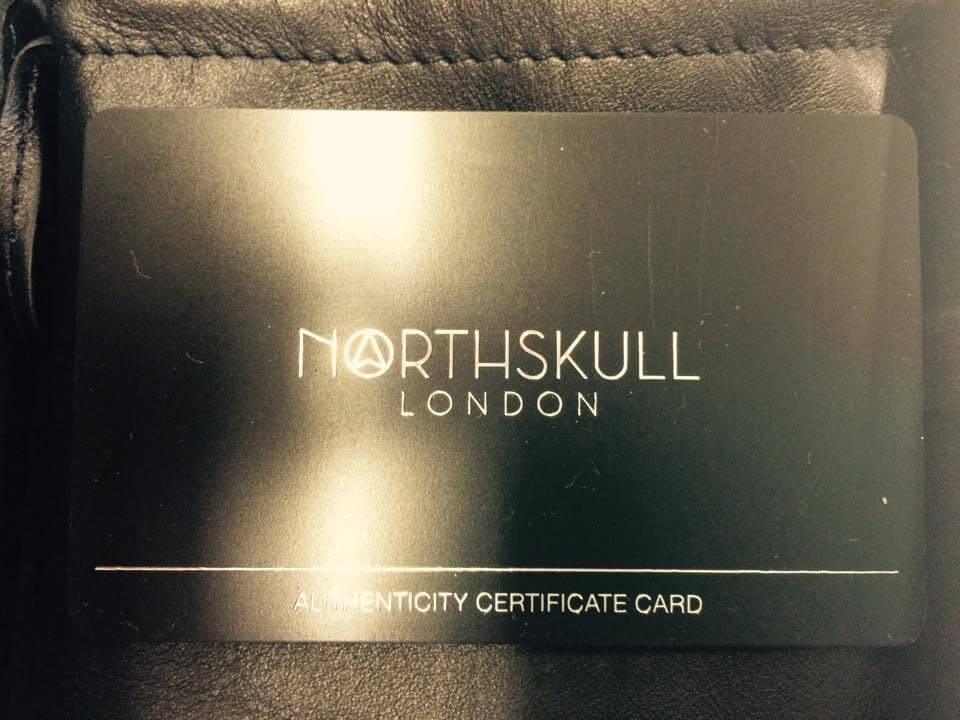 NORTHSKULL
LONDON
AUTHENTICITY CERTIFICATE CARD